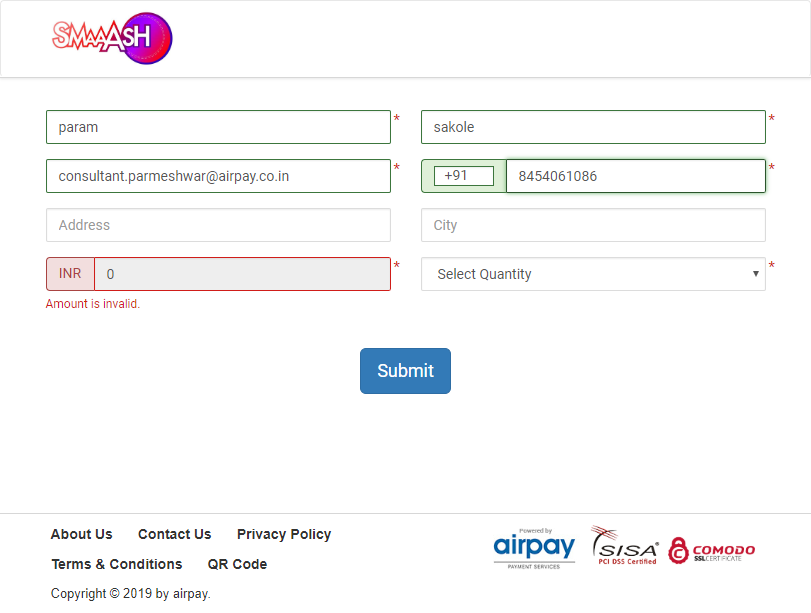 SMAAASH
param *
sakole *
consultant.parmeshwar@airpay.co.in *
+91 8454061086 *
Address
City
INR 0 *
Select Quantity *
Amount is invalid.
Submit
About Us Contact Us Privacy Policy
Terms & Conditions QR Code
Copyright © 2019 by airpay.
Powered by
airpay
PAYMENT SERVICES
SISA
PCI DSS Certified
COMODO
SSL CERTIFICATE